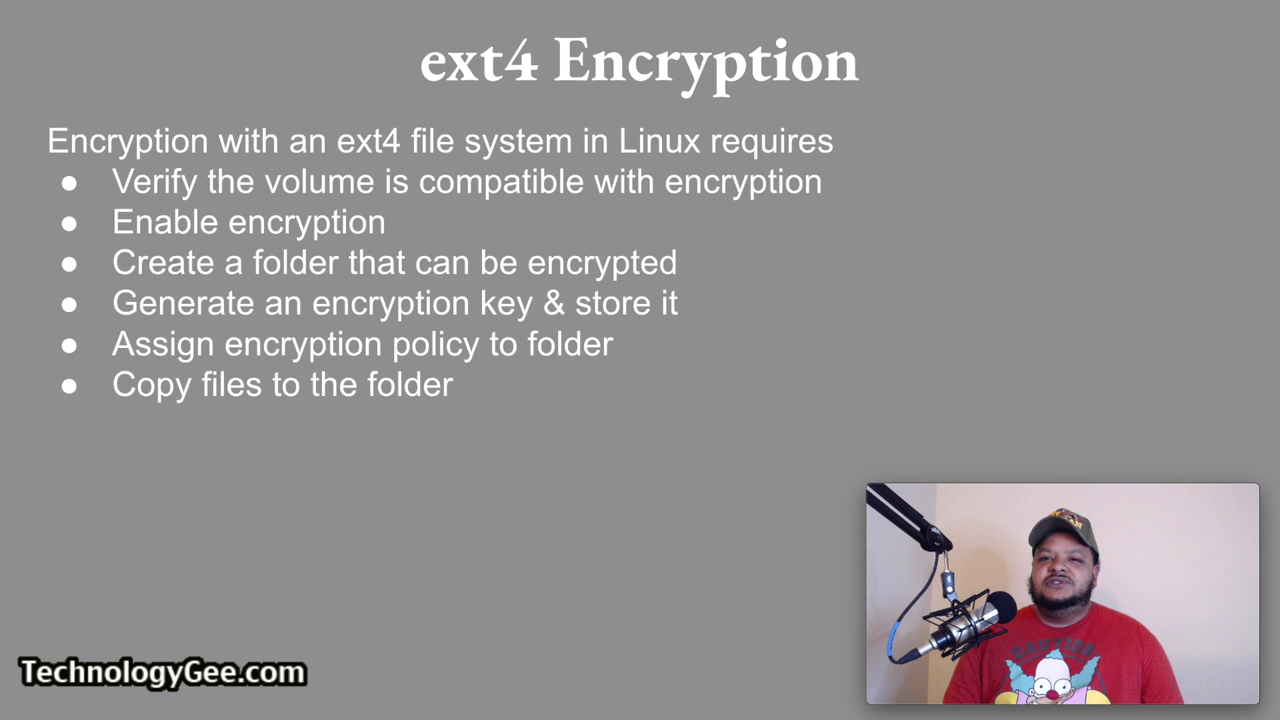 ext4 Encryption
Encryption with an ext4 file system in Linux requires
● Verify the volume is compatible with encryption
● Enable encryption
● Create a folder that can be encrypted
● Generate an encryption key & store it
● Assign encryption policy to folder
● Copy files to the folder
CAUTION
TechnologyGee.com